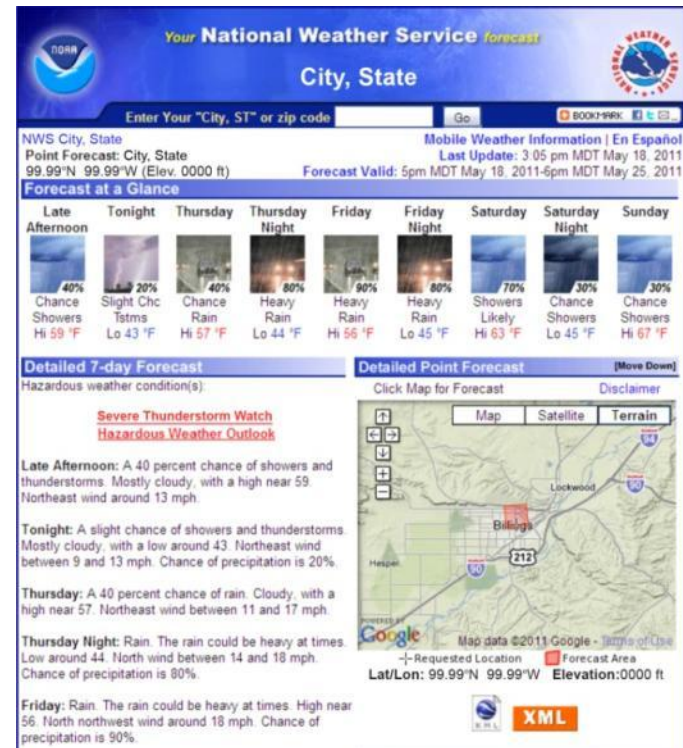 NOAA
Your National Weather Service forecast
City, State
WEATHER
Enter Your "City, ST" or zip code
Go
BOOKMARK
NWS City, State
Mobile Weather Information | En Español
Point Forecast: City, State
Last Update: 3:05 pm MDT May 18, 2011
99.99°N 99.99°W (Elev. 0000 ft)
Forecast Valid: 5pm MDT May 18, 2011-6pm MDT May 25, 2011
Forecast at a Glance
Late Afternoon
40%
Chance Showers
Hi 59 °F
Tonight
20%
Slight Chc Tstms
Lo 43 °F
Thursday
40%
Chance Rain
Hi 57 °F
Thursday Night
80%
Heavy Rain
Lo 44 °F
Friday
90%
Heavy Rain
Hi 56 °F
Friday Night
80%
Heavy Rain
Lo 45 °F
Saturday
70%
Showers Likely
Hi 63 °F
Saturday Night
30%
Chance Showers
Lo 45 °F
Sunday
30%
Chance Showers
Hi 67 °F
Detailed 7-day Forecast
Hazardous weather condition(s):
Severe Thunderstorm Watch
Hazardous Weather Outlook
Late Afternoon: A 40 percent chance of showers and
thunderstorms. Mostly cloudy, with a high near 59.
Northeast wind around 13 mph.
Tonight: A slight chance of showers and thunderstorms.
Mostly cloudy, with a low around 43. Northeast wind
between 9 and 13 mph. Chance of precipitation is 20%.
Thursday: A 40 percent chance of rain. Cloudy, with a
high near 57. Northeast wind between 11 and 17 mph.
Thursday Night: Rain. The rain could be heavy at times.
Low around 44. North wind between 14 and 18 mph.
Chance of precipitation is 80%.
Friday: Rain. The rain could be heavy at times. High near
56. North northwest wind around 18 mph. Chance of
precipitation is 90%.
Detailed Point Forecast
[Move Down]
Click Map for Forecast
Disclaimer
Map
Satellite
Terrain
94
Lockwood
90
Billings
212
Hesper
90
POWERED BY
Google
Map data ©2011 Google - Terms of Use
Requested Location
Forecast Area
Lat/Lon: 99.99°N 99.99°W Elevation:0000 ft
KML
XML